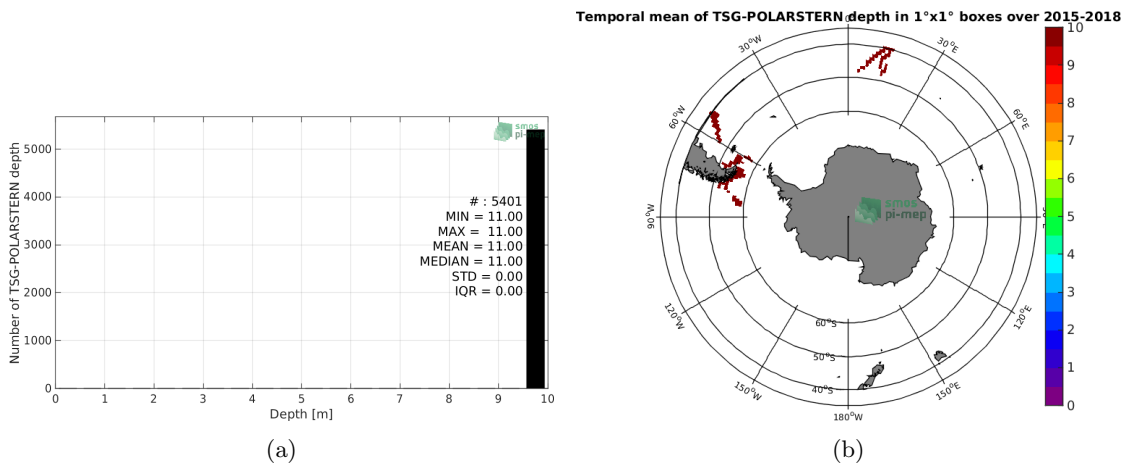 Temporal mean of TSG-POLARSTERN depth in 1°x1° boxes over 2015-2018
Number of TSG-POLARSTERN depth
5000
4000
3000
2000
1000
0
smos
pi-mep
# : 5401
MIN = 11.00
MAX = 11.00
MEAN = 11.00
MEDIAN = 11.00
STD = 0.00
IQR = 0.00
0 1 2 3 4 5 6 7 8 9 10
Depth [m]
(a)
0°
30°W
30°E
60°W
60°E
90°W
120°W
120°E
150°W
150°E
180°W
60°S
50°S
40°S
smos
pi-mep
10
9
8
7
6
5
4
3
2
1
0
(b)